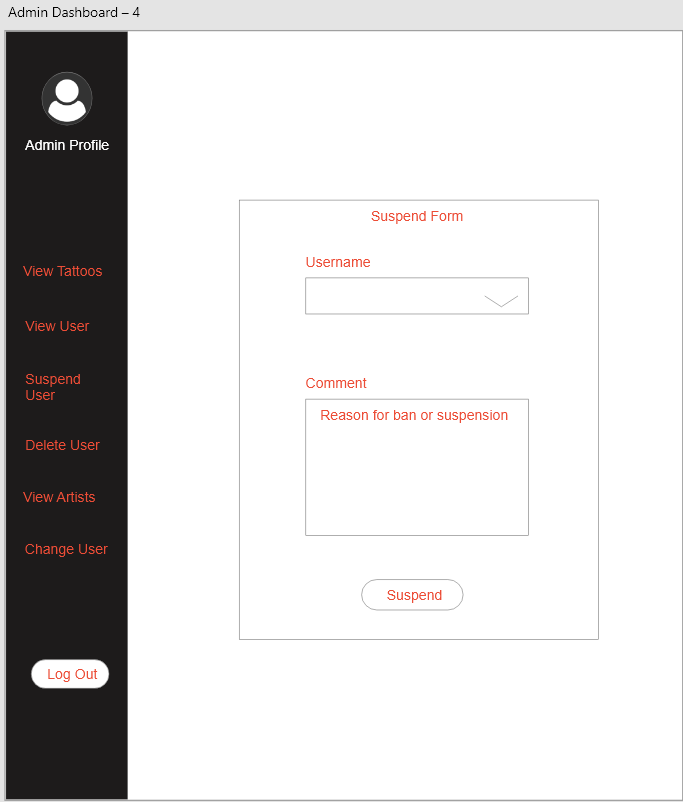 Admin Dashboard – 4
Admin Profile
View Tattoos
View User
Suspend
User
Delete User
View Artists
Change User
Log Out
Suspend Form
Username
Comment
Reason for ban or suspension
Suspend